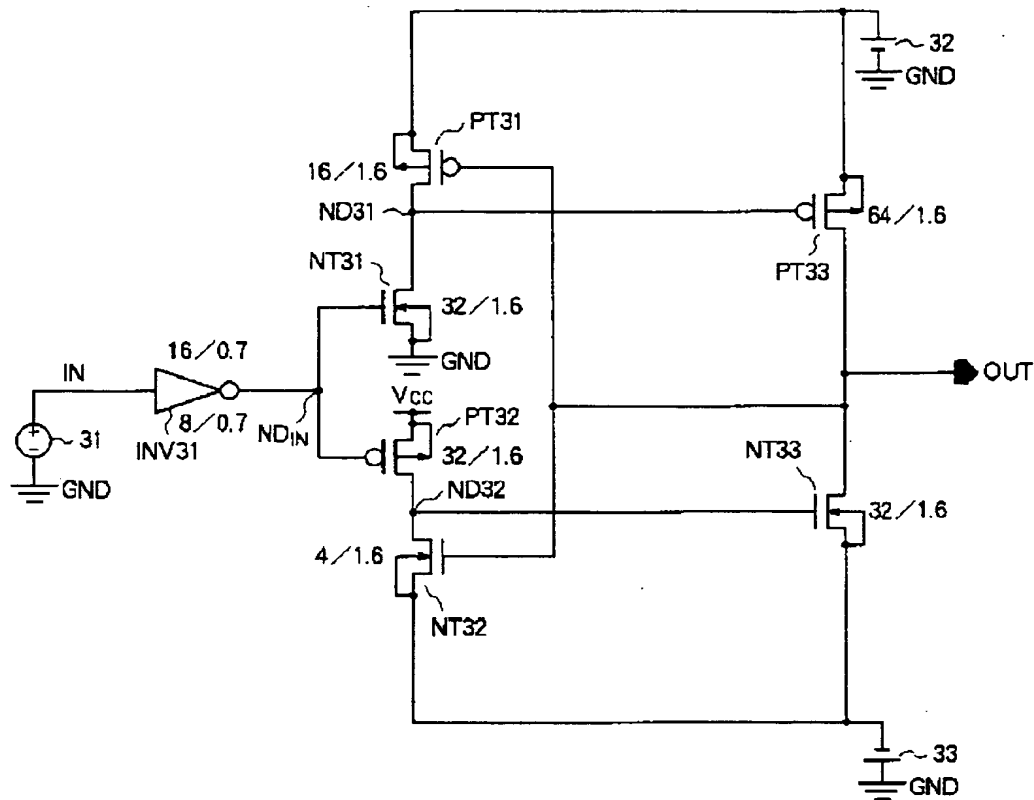 32
GND
PT31
16/1.6
ND31
64/1.6
PT33
NT31
32/1.6
GND
16/0.7
IN
8/0.7
INV31
NDIN
31
GND
VCC
PT32
32/1.6
OUT
ND32
NT33
32/1.6
4/1.6
NT32
33
GND